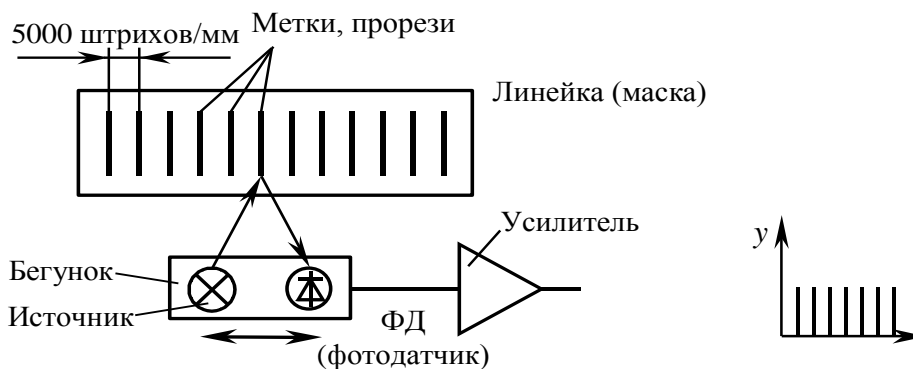 Метки, прорези
5000 штрихов/мм
Линейка (маска)
Усилитель
y
Бегунок
Источник
ФД
(фотодатчик)